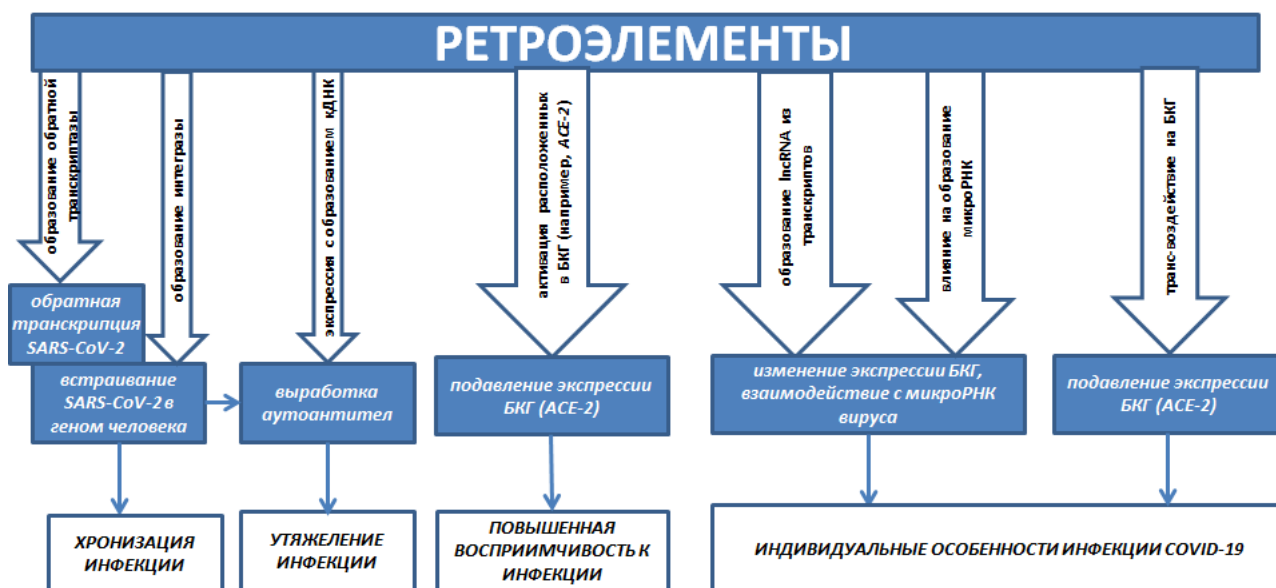 РЕТРОЭЛЕМЕНТЫ
образование обратной
транскриптазы
образование интегразы
экспрессия с образованием кДНК
активация расположенных
в БКГ (например, ACE-2)
образование lncRNA из
транскриптов
влияние на образование
микроРНК
транс-воздействие на БКГ
обратная
транскрипция
SARS-CoV-2
встраивание
SARS-CoV-2 в
геном человека
выработка
аутоантител
подавление экспрессии
БКГ (ACE-2)
изменение экспрессии БКГ,
взаимодействие с микроРНК
вируса
подавление экспрессии
БКГ (ACE-2)
ХРОНИЗАЦИЯ
ИНФЕКЦИИ
УТЯЖЕЛЕНИЕ
ИНФЕКЦИИ
ПОВЫШЕННАЯ
ВОСПРИИМЧИВОСТЬ К
ИНФЕКЦИИ
ИНДИВИДУАЛЬНЫЕ ОСОБЕННОСТИ ИНФЕКЦИИ COVID-19